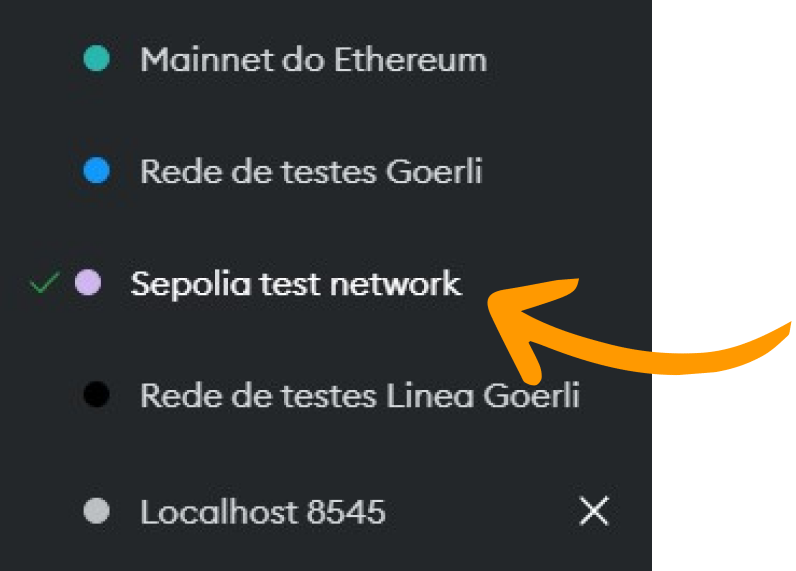 Mainnet do Ethereum
Rede de testes Goerli
Sepolia test network
Rede de testes Linea Goerli
Localhost 8545